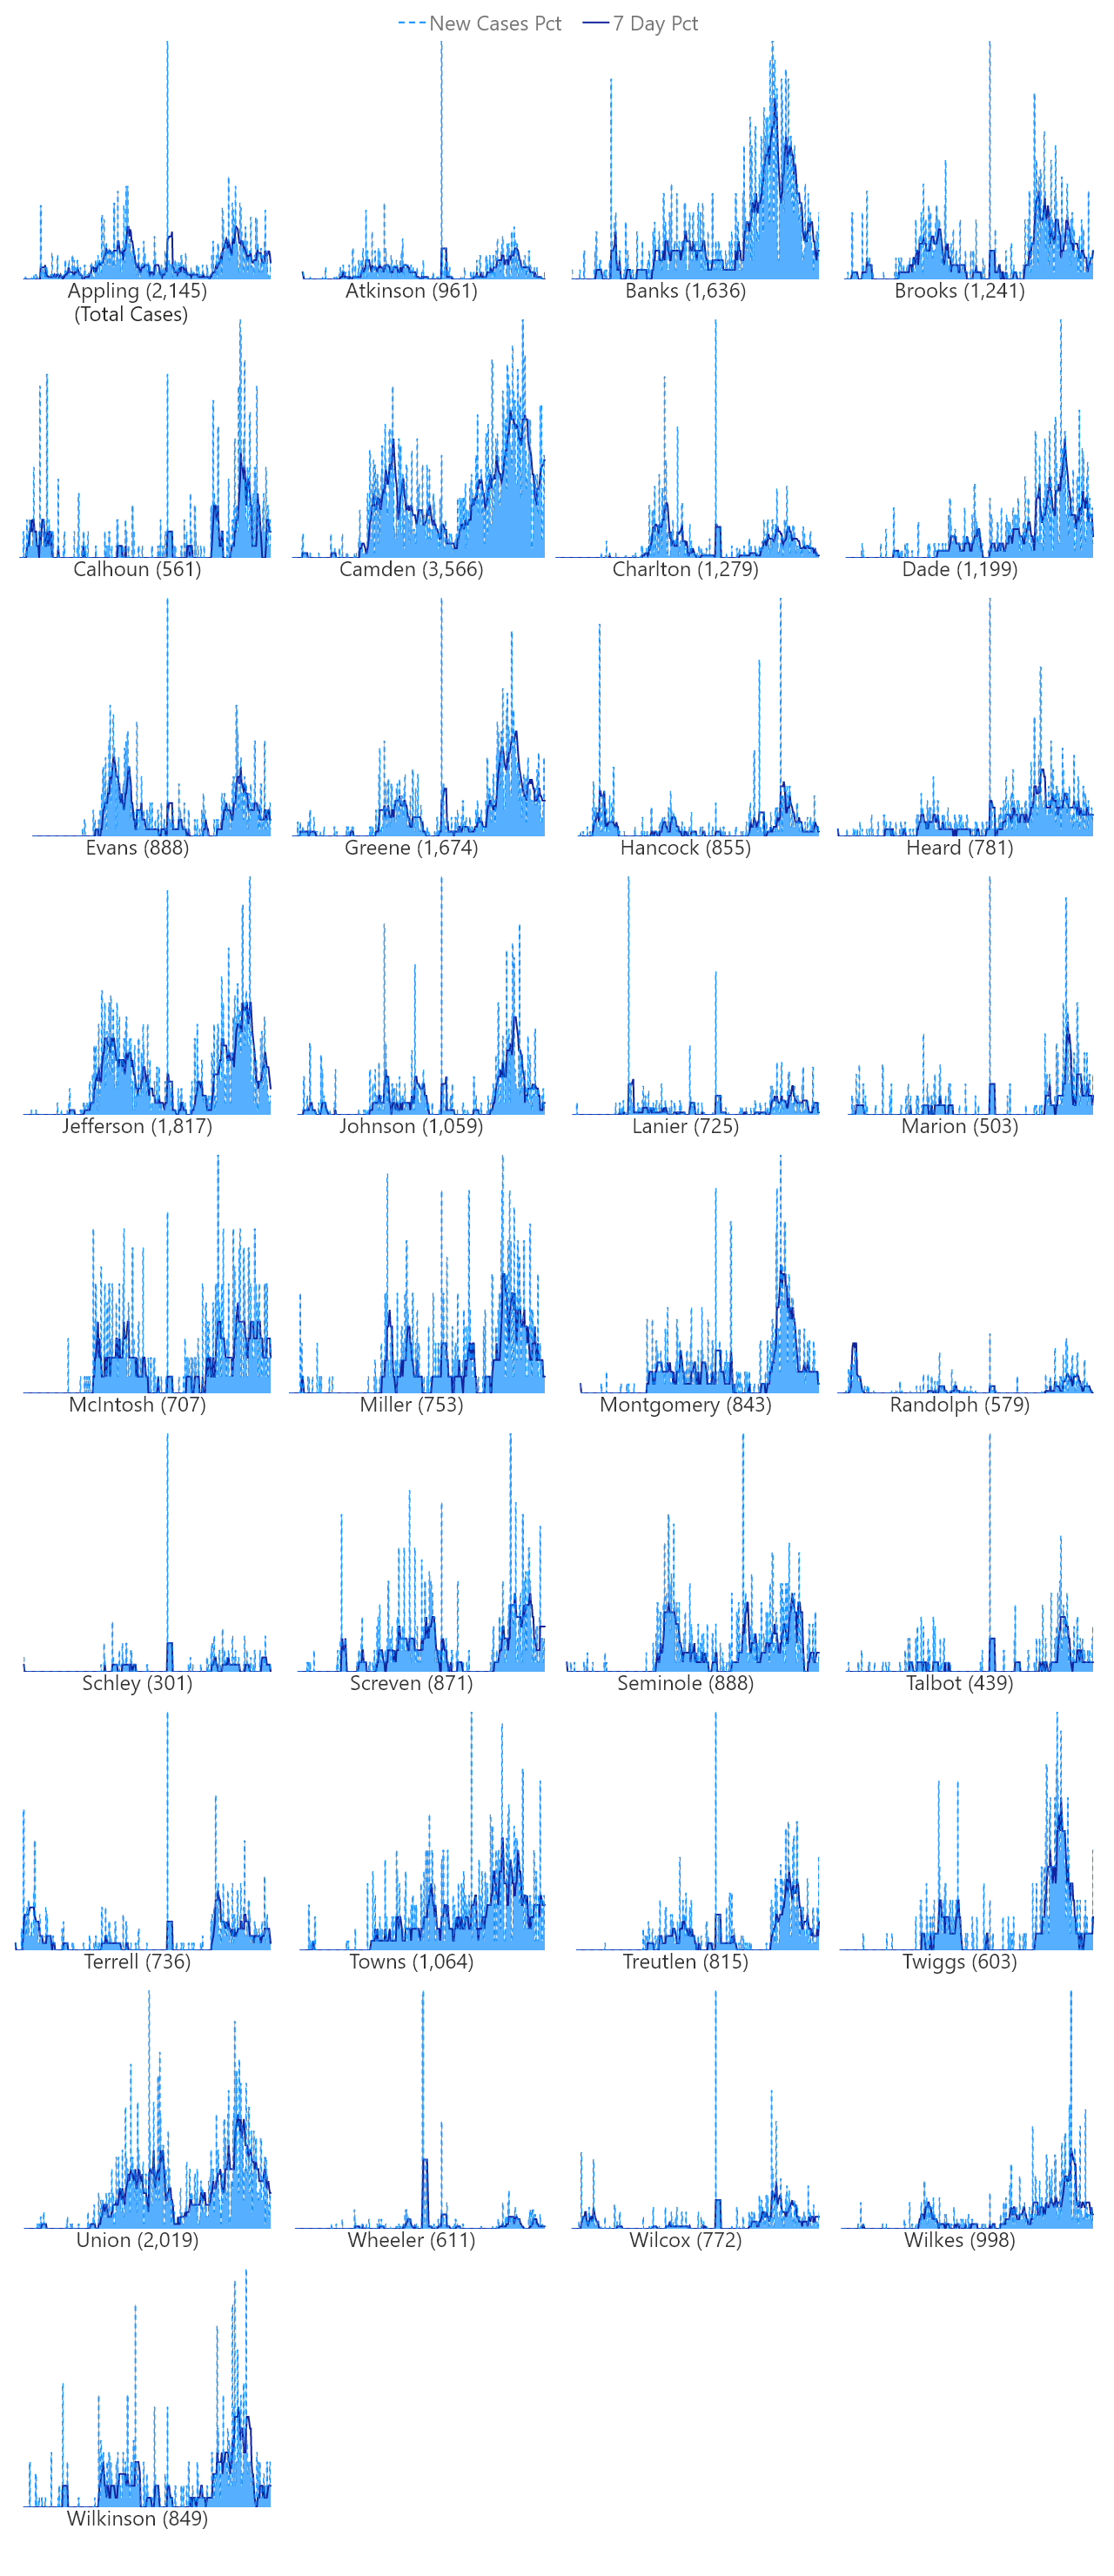 New Cases Pct 7 Day Pct
Appling (2,145) Atkinson (961) Banks (1,636) Brooks (1,241)
(Total Cases)
Calhoun (561) Camden (3,566) Charlton (1,279) Dade (1,199)
Evans (888) Greene (1,674) Hancock (855) Heard (781)
Jefferson (1,817) Johnson (1,059) Lanier (725) Marion (503)
McIntosh (707) Miller (753) Montgomery (843) Randolph (579)
Schley (301) Screven (871) Seminole (888) Talbot (439)
Terrell (736) Towns (1,064) Treutlen (815) Twiggs (603)
Union (2,019) Wheeler (611) Wilcox (772) Wilkes (998)
Wilkinson (849)